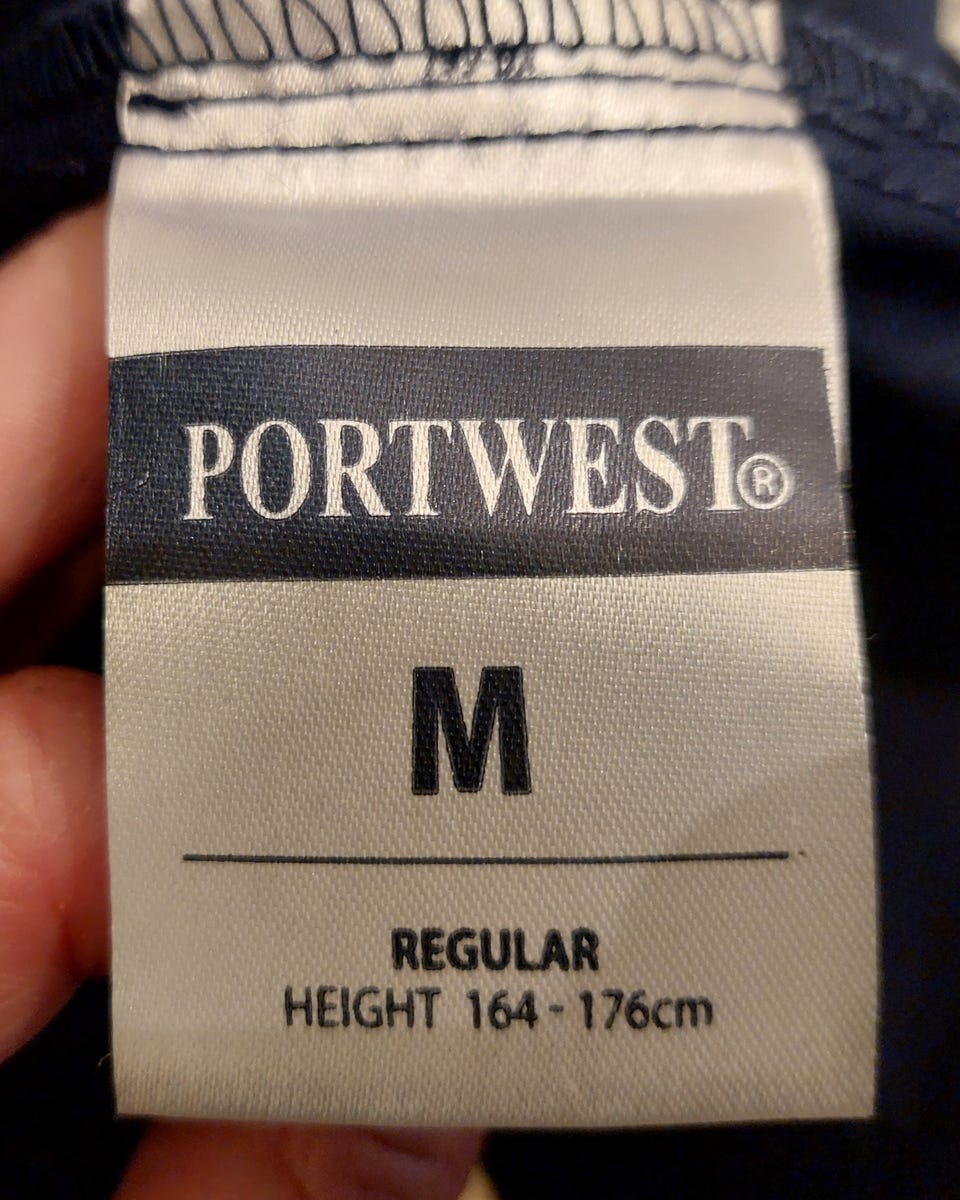 PORTWEST®
M
REGULAR
HEIGHT 164 - 176cm